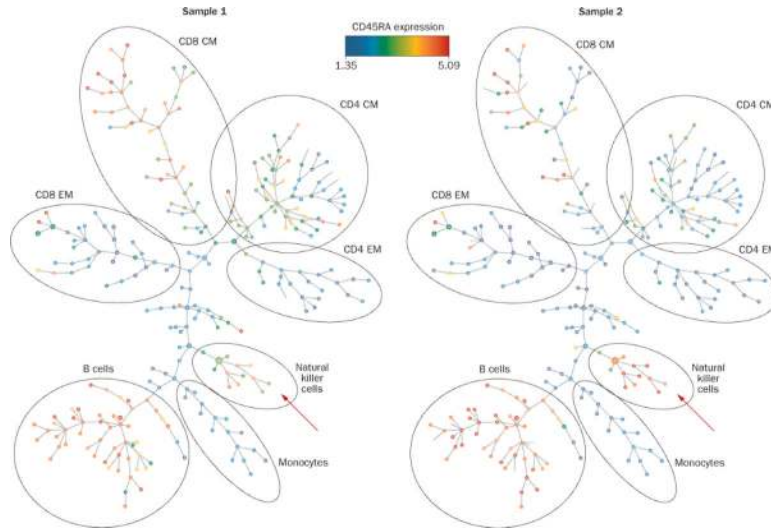 Sample 1
Sample 2
CD45RA expression
1.35
5.09
CD8 CM
CD4 CM
CD8 EM
CD4 EM
B cells
Natural
killer
cells
Monocytes
CD8 CM
CD4 CM
CD8 EM
CD4 EM
B cells
Natural
killer
cells
Monocytes